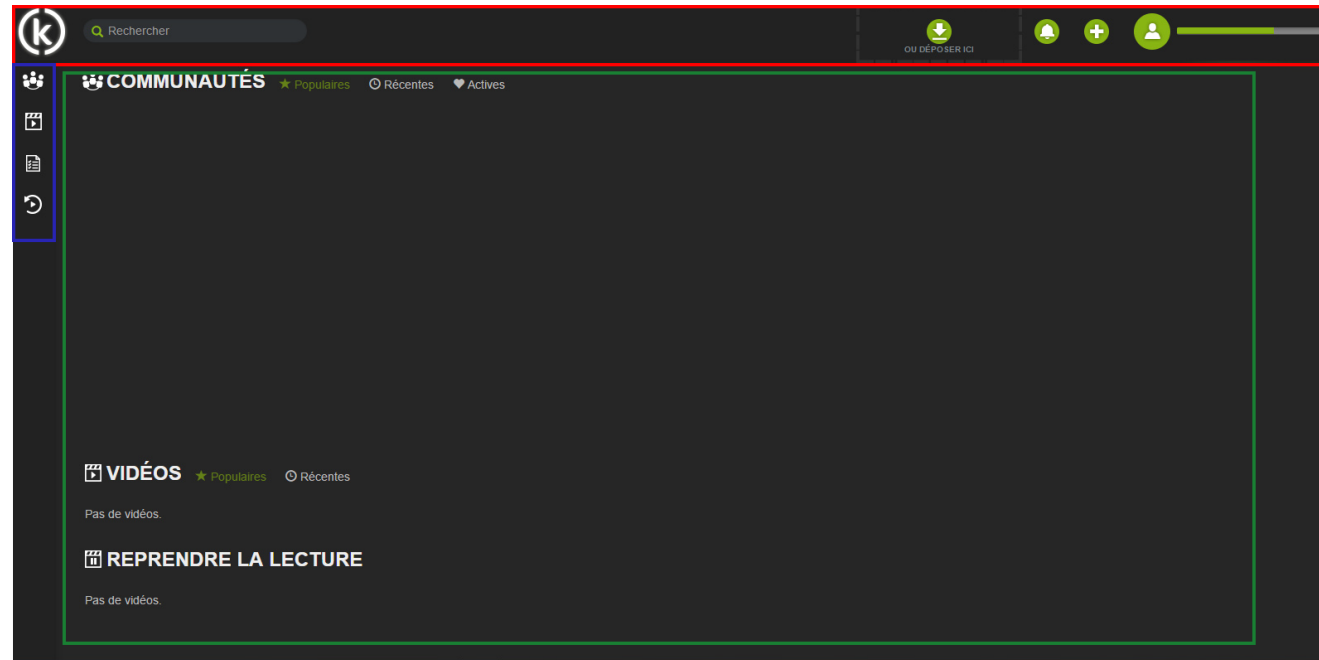 k
Rechercher
OU DÉPOSER ICI
COMMUNAUTÉS Populaires Récentes Actives
VIDÉOS Populaires Récentes
Pas de vidéos.
REPRENDRE LA LECTURE
Pas de vidéos.